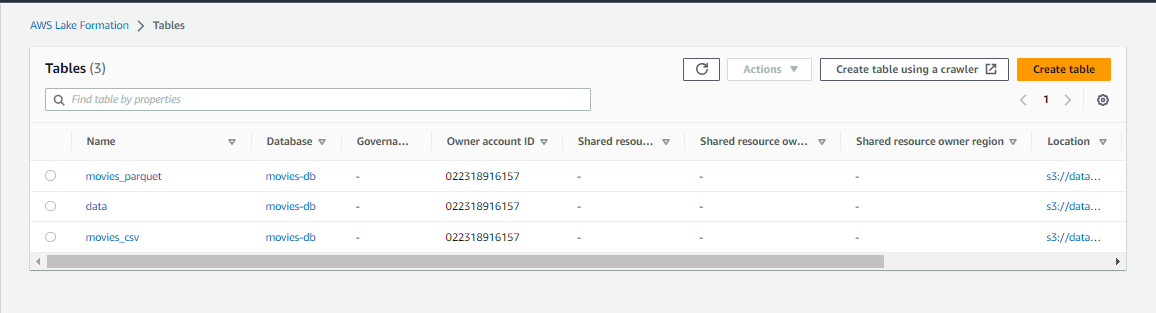 AWS Lake Formation > Tables
Tables (3)
Actions
Create table using a crawler
Create table
Find table by properties
1
Name Database Governa... Owner account ID Shared resou... Shared resource ow... Shared resource owner region Location
movies_parquet movies-db - 022318916157 - - - s3://data...
data movies-db - 022318916157 - - - s3://data...
movies_csv movies-db - 022318916157 - - - s3://data...